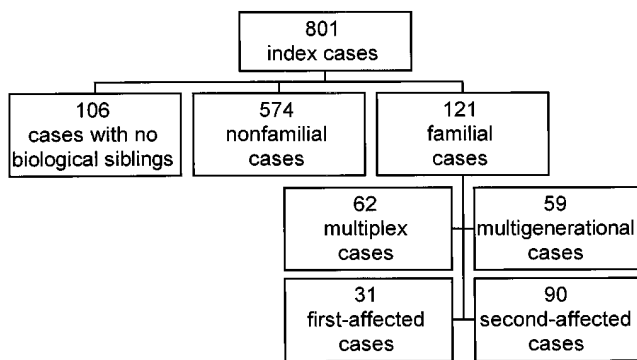 801
index cases
106
cases with no
biological siblings
574
nonfamilial
cases
121
familial
cases
62
multiplex
cases
59
multigenerational
cases
31
first-affected
cases
90
second-affected
cases